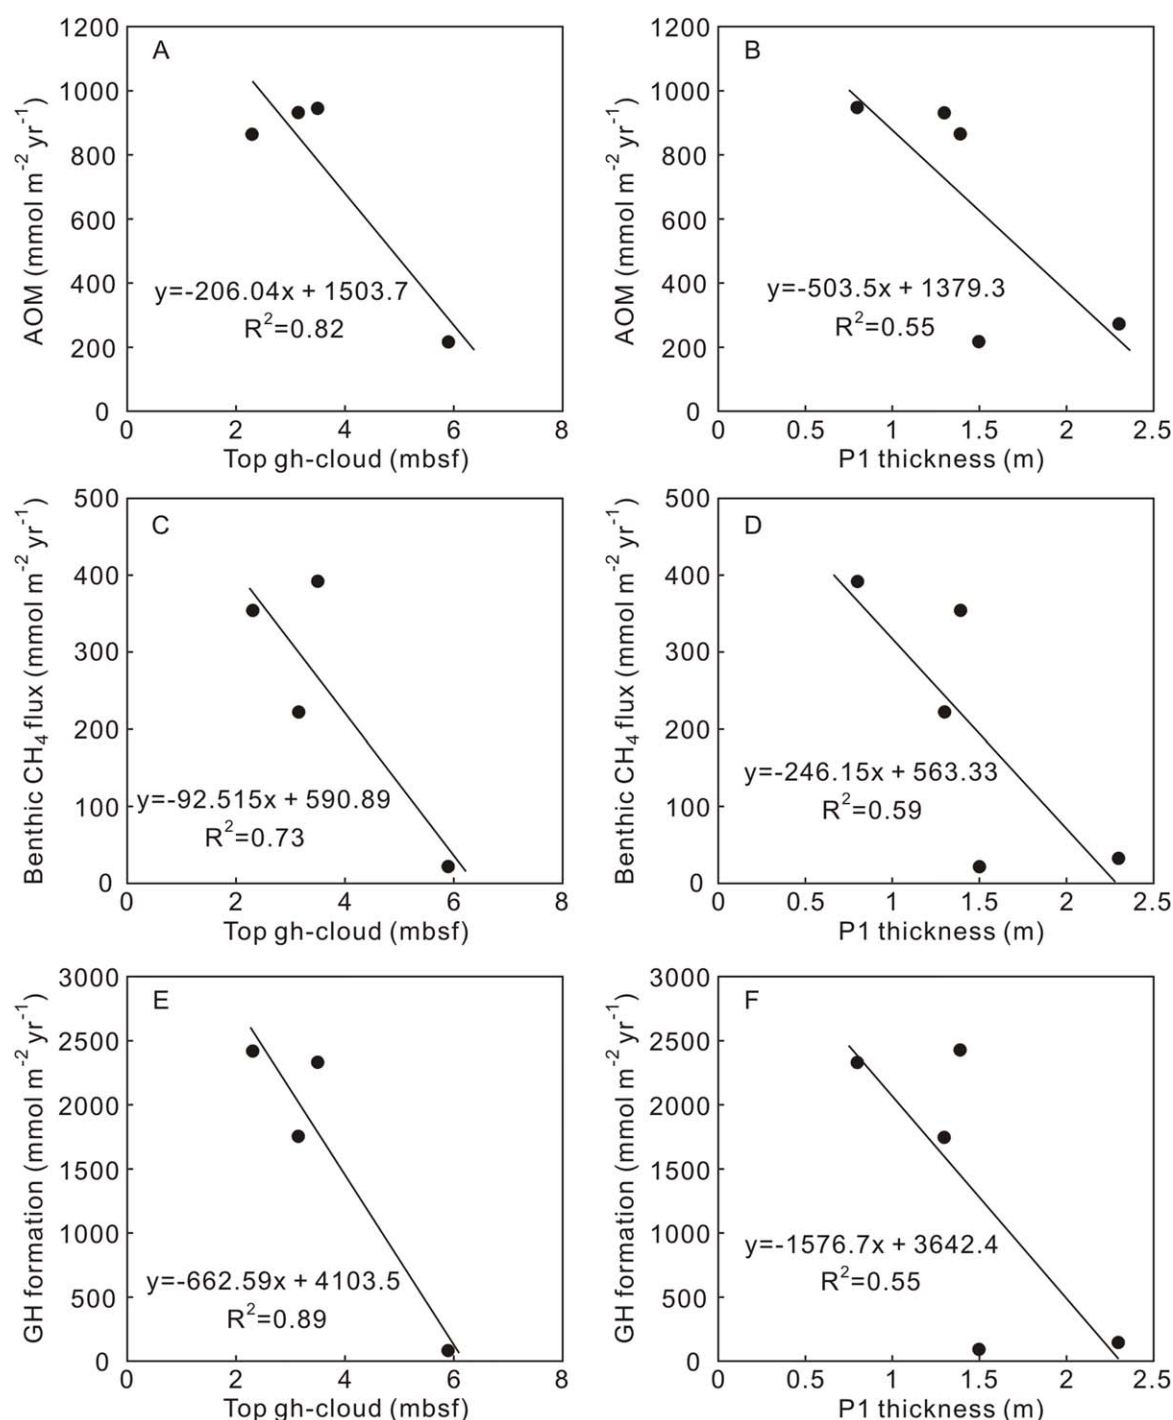 A
AOM (mmol m⁻² yr⁻¹)
1200
1000
800
600
400
200
0
y=-206.04x + 1503.7
R²=0.82
0 2 4 6 8
Top gh-cloud (mbsf)
B
AOM (mmol m⁻² yr⁻¹)
1200
1000
800
600
400
200
0
y=-503.5x + 1379.3
R²=0.55
0 0.5 1 1.5 2 2.5
P1 thickness (m)
C
Benthic CH₄ flux (mmol m⁻² yr⁻¹)
500
400
300
200
100
0
y=-92.515x + 590.89
R²=0.73
0 2 4 6 8
Top gh-cloud (mbsf)
D
Benthic CH₄ flux (mmol m⁻² yr⁻¹)
500
400
300
200
100
0
y=-246.15x + 563.33
R²=0.59
0 0.5 1 1.5 2 2.5
P1 thickness (m)
E
GH formation (mmol m⁻² yr⁻¹)
3000
2500
2000
1500
1000
500
0
y=-662.59x + 4103.5
R²=0.89
0 2 4 6 8
Top gh-cloud (mbsf)
F
GH formation (mmol m⁻² yr⁻¹)
3000
2500
2000
1500
1000
500
0
y=-1576.7x + 3642.4
R²=0.55
0 0.5 1 1.5 2 2.5
P1 thickness (m)